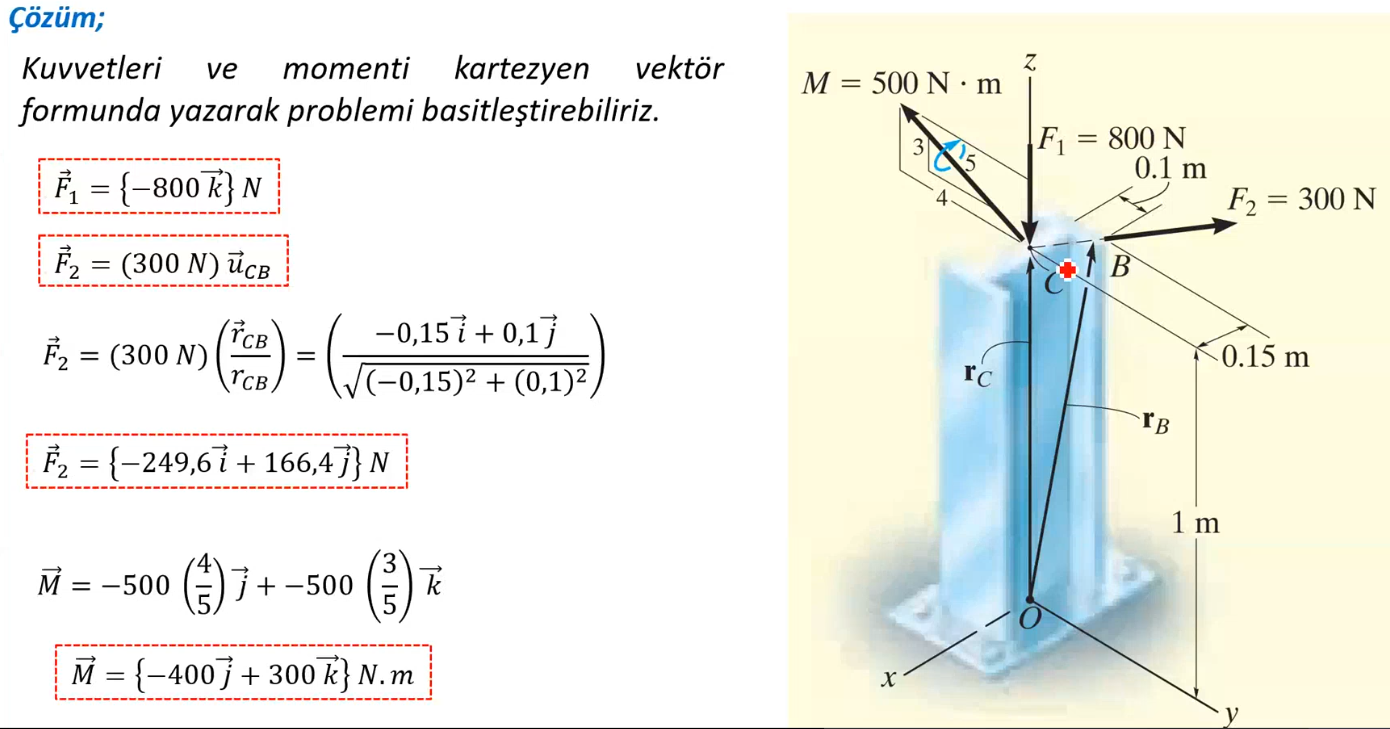 Çözüm;
Kuvvetleri ve momenti kartezyen vektör
formunda yazarak problemi basitleştirebiliriz.
F⃗₁ = {−800 k⃗} N
F⃗₂ = (300 N) u⃗_CB
F⃗₂ = (300 N) (r⃗_CB / r_CB) = ( (−0,15 i⃗ + 0,1 j⃗) / √((−0,15)² + (0,1)²) )
F⃗₂ = {−249,6 i⃗ + 166,4 j⃗} N
M⃗ = −500 (4/5) j⃗ + −500 (3/5) k⃗
M⃗ = {−400 j⃗ + 300 k⃗} N.m
z
M = 500 N · m
F₁ = 800 N
3
5
0.1 m
4
F₂ = 300 N
C
B
0.15 m
r_C
r_B
1 m
O
x
y